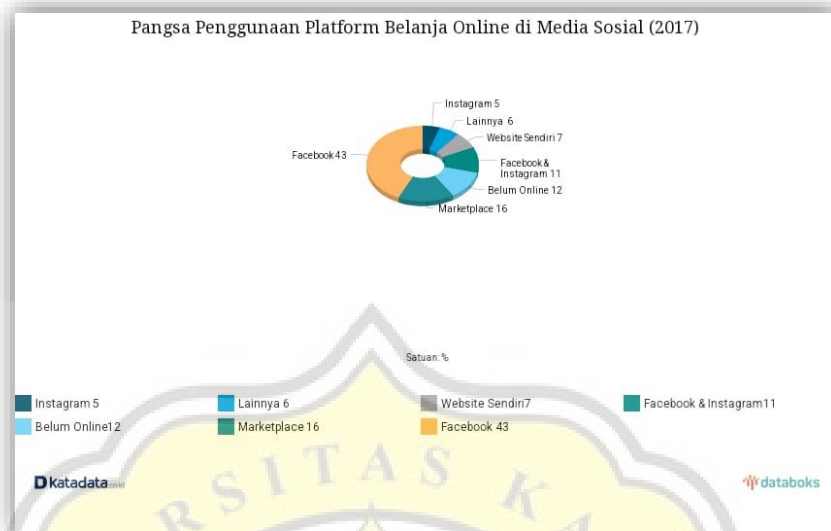 Pangsa Penggunaan Platform Belanja Online di Media Sosial (2017)
Instagram 5
Lainnya 6
Website Sendiri 7
Facebook &
Instagram 11
Belum Online 12
Marketplace 16
Facebook 43
Satuan: %
Instagram 5
Lainnya 6
Website Sendiri7
Facebook & Instagram11
Belum Online12
Marketplace 16
Facebook 43
katadata
databoks
RSITAS KA